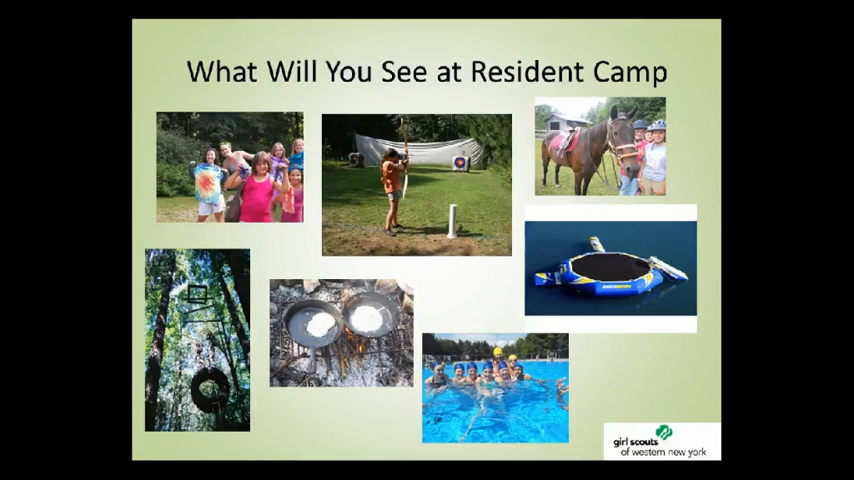 What Will You See at Resident Camp
girl scouts
of western new york